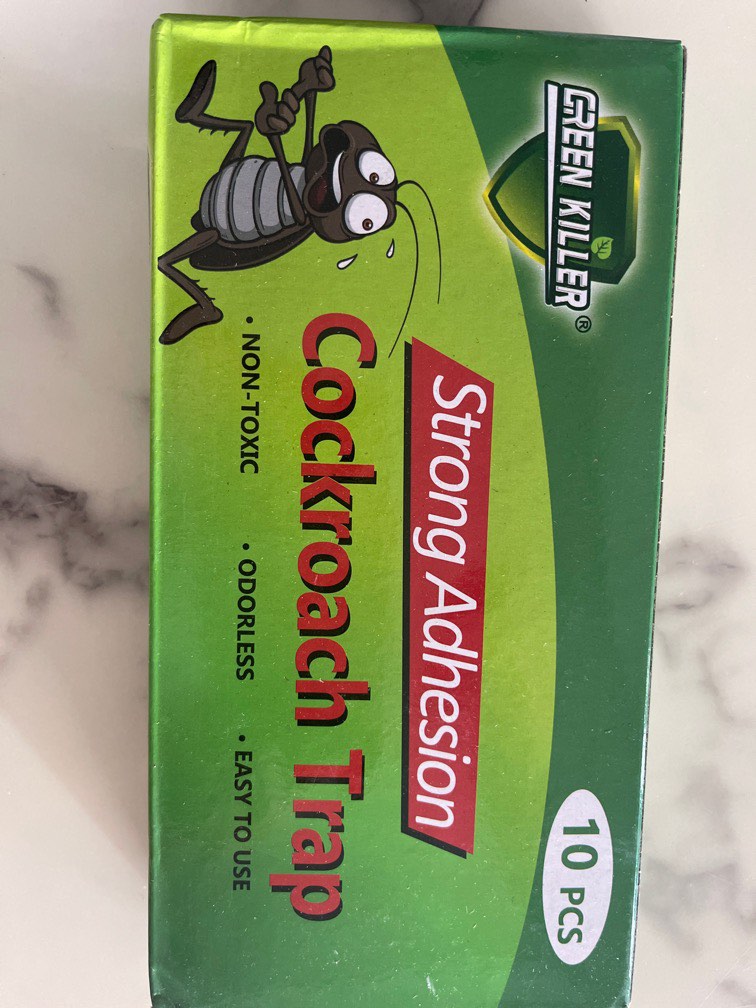 GREEN KILLER®
10 PCS
Strong Adhesion
Cockroach Trap
• NON-TOXIC • ODORLESS • EASY TO USE